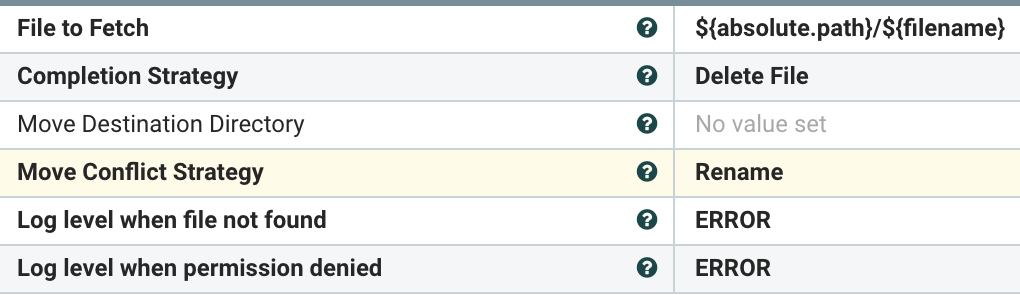 File to Fetch ? ${absolute.path}/${filename}
Completion Strategy ? Delete File
Move Destination Directory ? No value set
Move Conflict Strategy ? Rename
Log level when file not found ? ERROR
Log level when permission denied ? ERROR